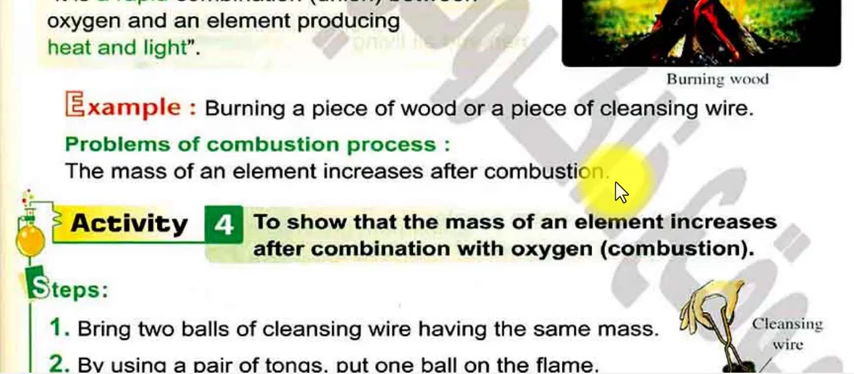 oxygen and an element producing
heat and light".
Burning wood
Example : Burning a piece of wood or a piece of cleansing wire.
Problems of combustion process :
The mass of an element increases after combustion.
Activity 4 To show that the mass of an element increases
after combination with oxygen (combustion).
Steps:
1. Bring two balls of cleansing wire having the same mass.
Cleansing
wire
2. By using a pair of tongs, put one ball on the flame.